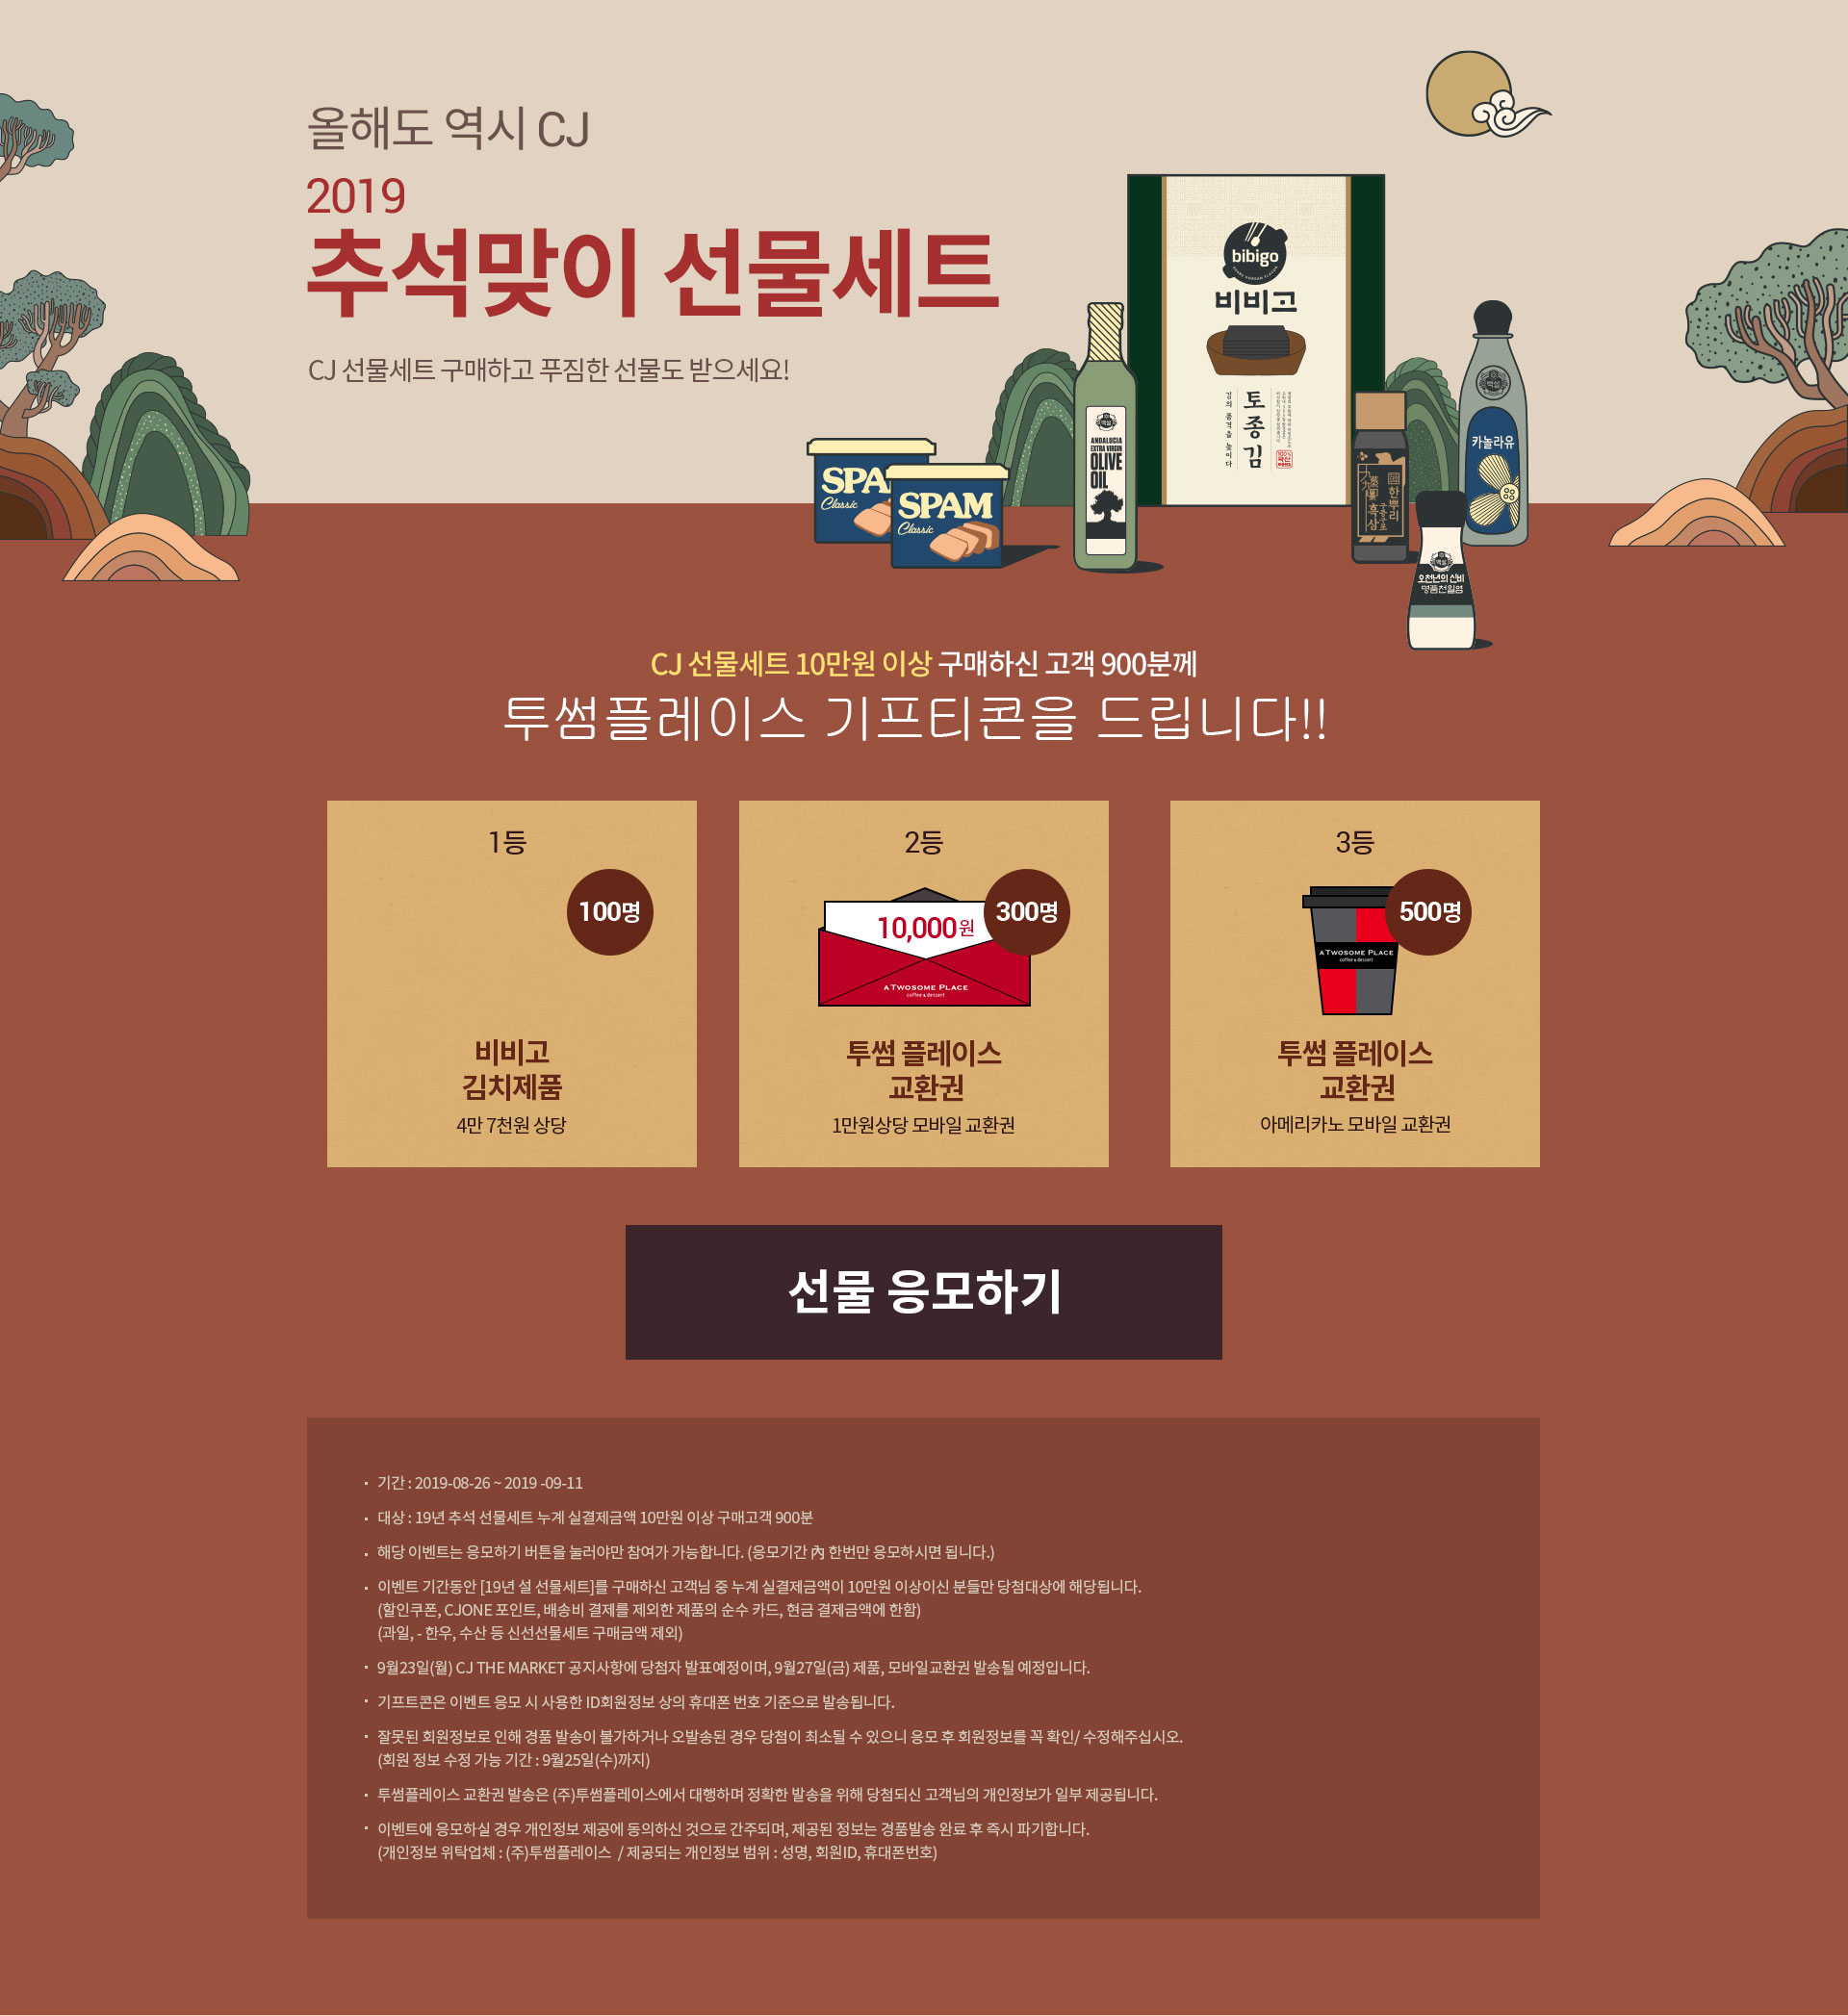 올해도 역시 CJ
2019
추석맞이 선물세트
CJ 선물세트 구매하고 푸짐한 선물도 받으세요!
bibigo
비비고
토종김
김의 품격을 높이다
SPAM
Classic
SPAM
Classic
백설
ANDALUCIA
EXTRA VIRGIN
OLIVE
OIL
한뿌리
흑삼
백설
카놀라유
백설
오천년의 신비
명품천일염
CJ 선물세트 10만원 이상 구매하신 고객 900분께
투썸플레이스 기프티콘을 드립니다!!
1등
100명
비비고
김치제품
4만 7천원 상당
2등
300명
10,000원
A TWOSOME PLACE
coffee & dessert
투썸 플레이스
교환권
1만원상당 모바일 교환권
3등
500명
A TWOSOME PLACE
coffee & dessert
투썸 플레이스
교환권
아메리카노 모바일 교환권
선물 응모하기
· 기간 : 2019-08-26 ~ 2019 -09-11
· 대상 : 19년 추석 선물세트 누계 실결제금액 10만원 이상 구매고객 900분
· 해당 이벤트는 응모하기 버튼을 눌러야만 참여가 가능합니다. (응모기간 內 한번만 응모하시면 됩니다.)
· 이벤트 기간동안 [19년 설 선물세트]를 구매하신 고객님 중 누계 실결제금액이 10만원 이상이신 분들만 당첨대상에 해당됩니다.
(할인쿠폰, CJONE 포인트, 배송비 결제를 제외한 제품의 순수 카드, 현금 결제금액에 한함)
(과일, - 한우, 수산 등 신선선물세트 구매금액 제외)
· 9월23일(월) CJ THE MARKET 공지사항에 당첨자 발표예정이며, 9월27일(금) 제품, 모바일교환권 발송될 예정입니다.
· 기프트콘은 이벤트 응모 시 사용한 ID회원정보 상의 휴대폰 번호 기준으로 발송됩니다.
· 잘못된 회원정보로 인해 경품 발송이 불가하거나 오발송된 경우 당첨이 최소될 수 있으니 응모 후 회원정보를 꼭 확인/ 수정해주십시오.
(회원 정보 수정 가능 기간 : 9월25일(수)까지)
· 투썸플레이스 교환권 발송은 (주)투썸플레이스에서 대행하며 정확한 발송을 위해 당첨되신 고객님의 개인정보가 일부 제공됩니다.
· 이벤트에 응모하실 경우 개인정보 제공에 동의하신 것으로 간주되며, 제공된 정보는 경품발송 완료 후 즉시 파기합니다.
(개인정보 위탁업체 : (주)투썸플레이스 / 제공되는 개인정보 범위 : 성명, 회원ID, 휴대폰번호)